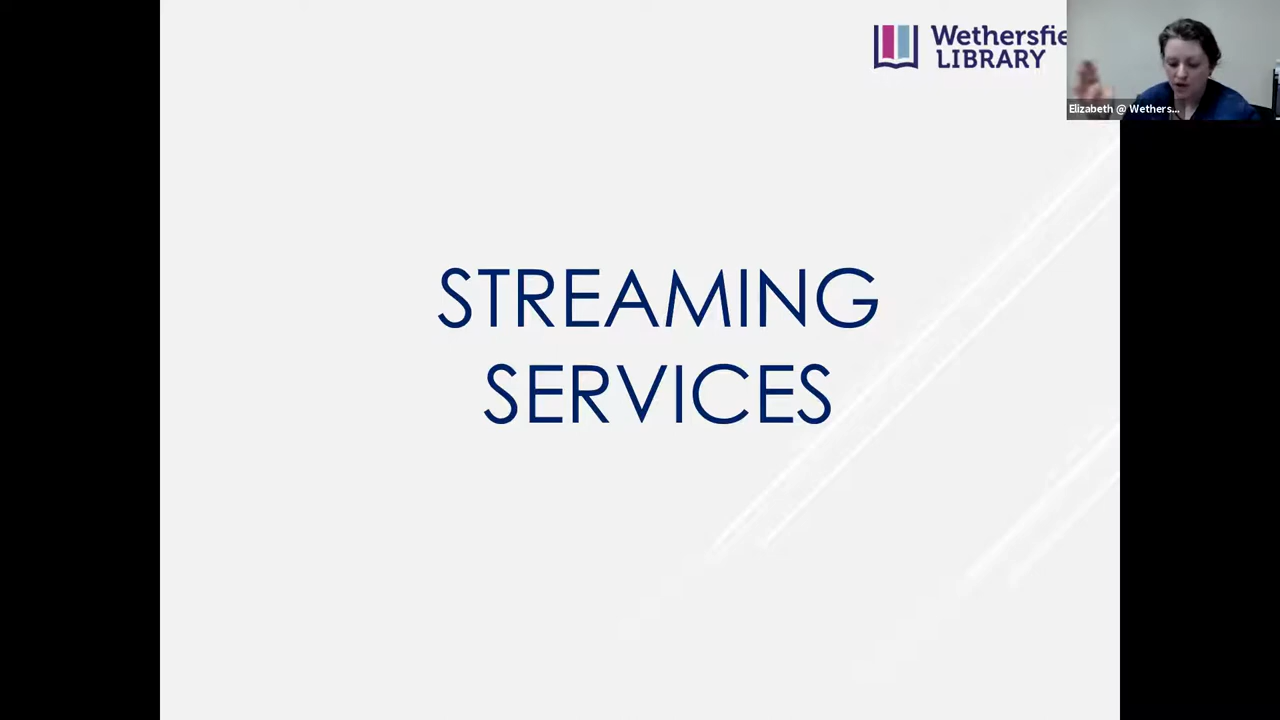 Wethersfie
LIBRARY
Elizabeth @ Wethers...
STREAMING
SERVICES